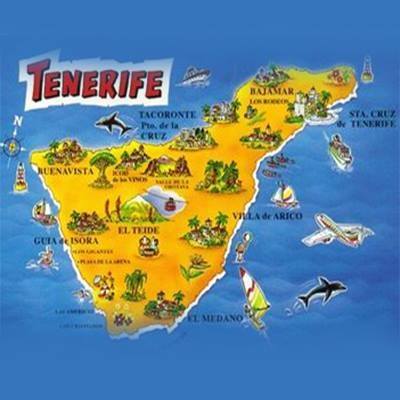 TENERIFE
BAJAMAR
LOS RODEOS
TACORONTE
Pto. de la
CRUZ
STA. CRUZ
de TENERIFE
N
BUENAVISTA
ICOD
de los VINOS
VALLE DE LA
OROTAVA
EL TEIDE
VILLA de ARICO
GUIA de ISORA
LOS GIGANTES
PLAYA DE LA ARENA
LAS AMERICAS
LOS CRISTIANOS
EL MEDANO